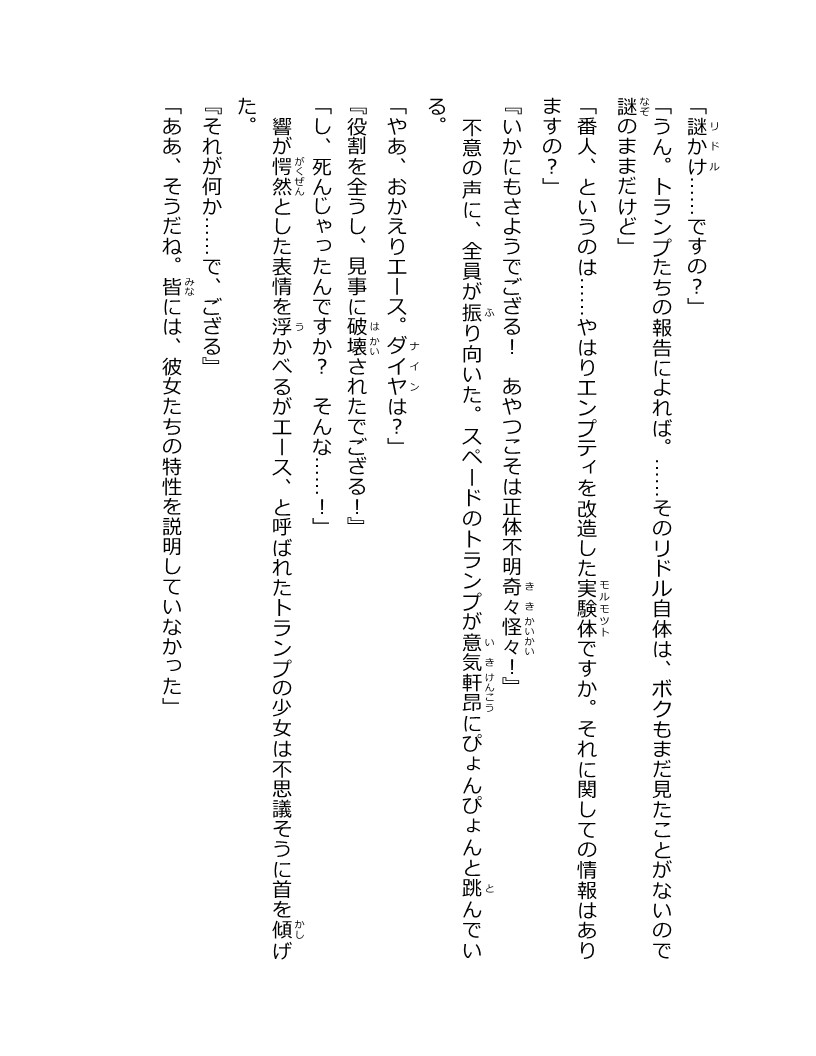 「謎かけ……ですの？」
「うん。トランプたちの報告によれば。……そのリドル自体は、ボクもまだ見たことがないので
謎のままだけど」
「番人、というのは……やはりエンプティを改造した実験体ですか。それに関しての情報はあり
ますの？」
『いかにもさようでござる！　あやつこそは正体不明奇々怪々！』
　不意の声に、全員が振り向いた。スペードのトランプが意気軒昂にぴょんぴょんと跳んでい
る。
「やあ、おかえりエース。ダイヤは？」
『役割を全うし、見事に破壊されたでござる！』
「し、死んじゃったんですか？　そんな……！」
　響が愕然とした表情を浮かべるがエース、と呼ばれたトランプの少女は不思議そうに首を傾げ
た。
『それが何か……で、ござる』
「ああ、そうだね。皆には、彼女たちの特性を説明していなかった」